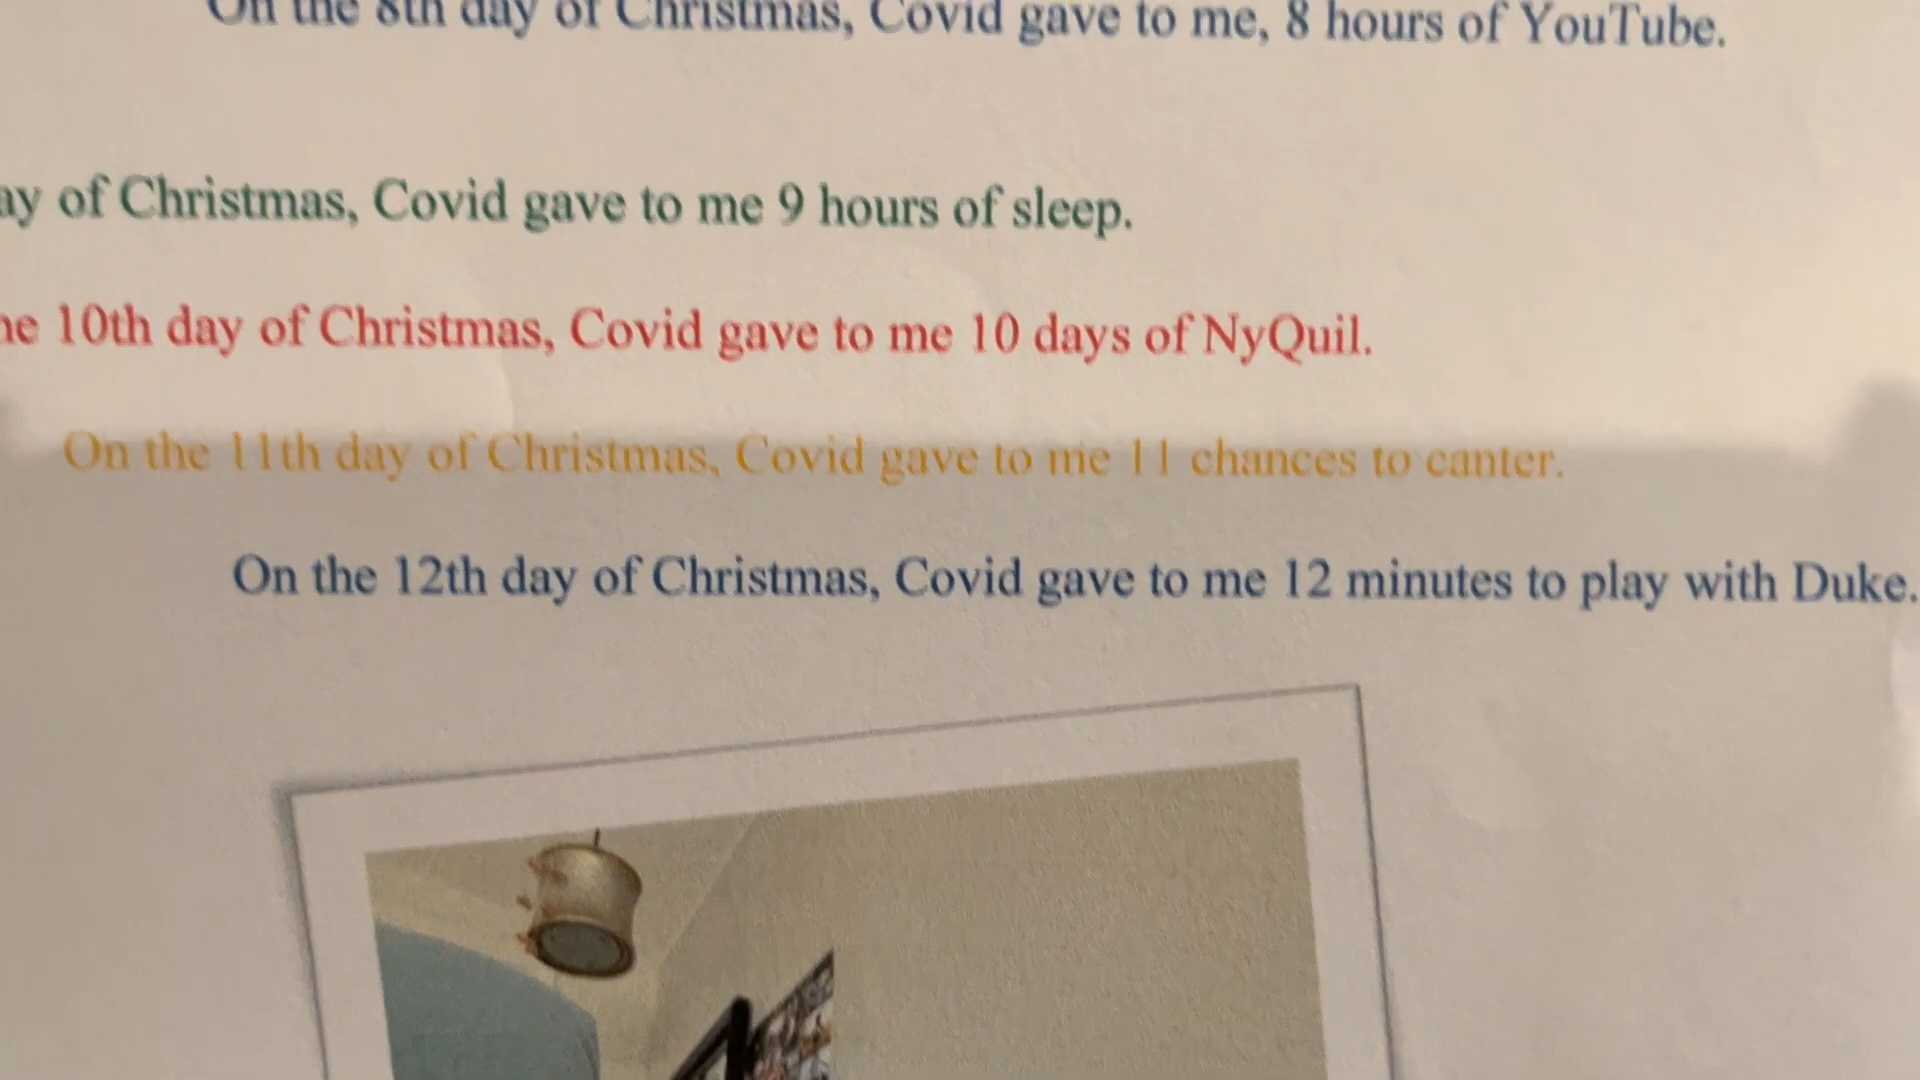 On the 8th day of Christmas, Covid gave to me, 8 hours of YouTube.
ay of Christmas, Covid gave to me 9 hours of sleep.
he 10th day of Christmas, Covid gave to me 10 days of NyQuil.
On the 11th day of Christmas, Covid gave to me 11 chances to canter.
On the 12th day of Christmas, Covid gave to me 12 minutes to play with Duke.